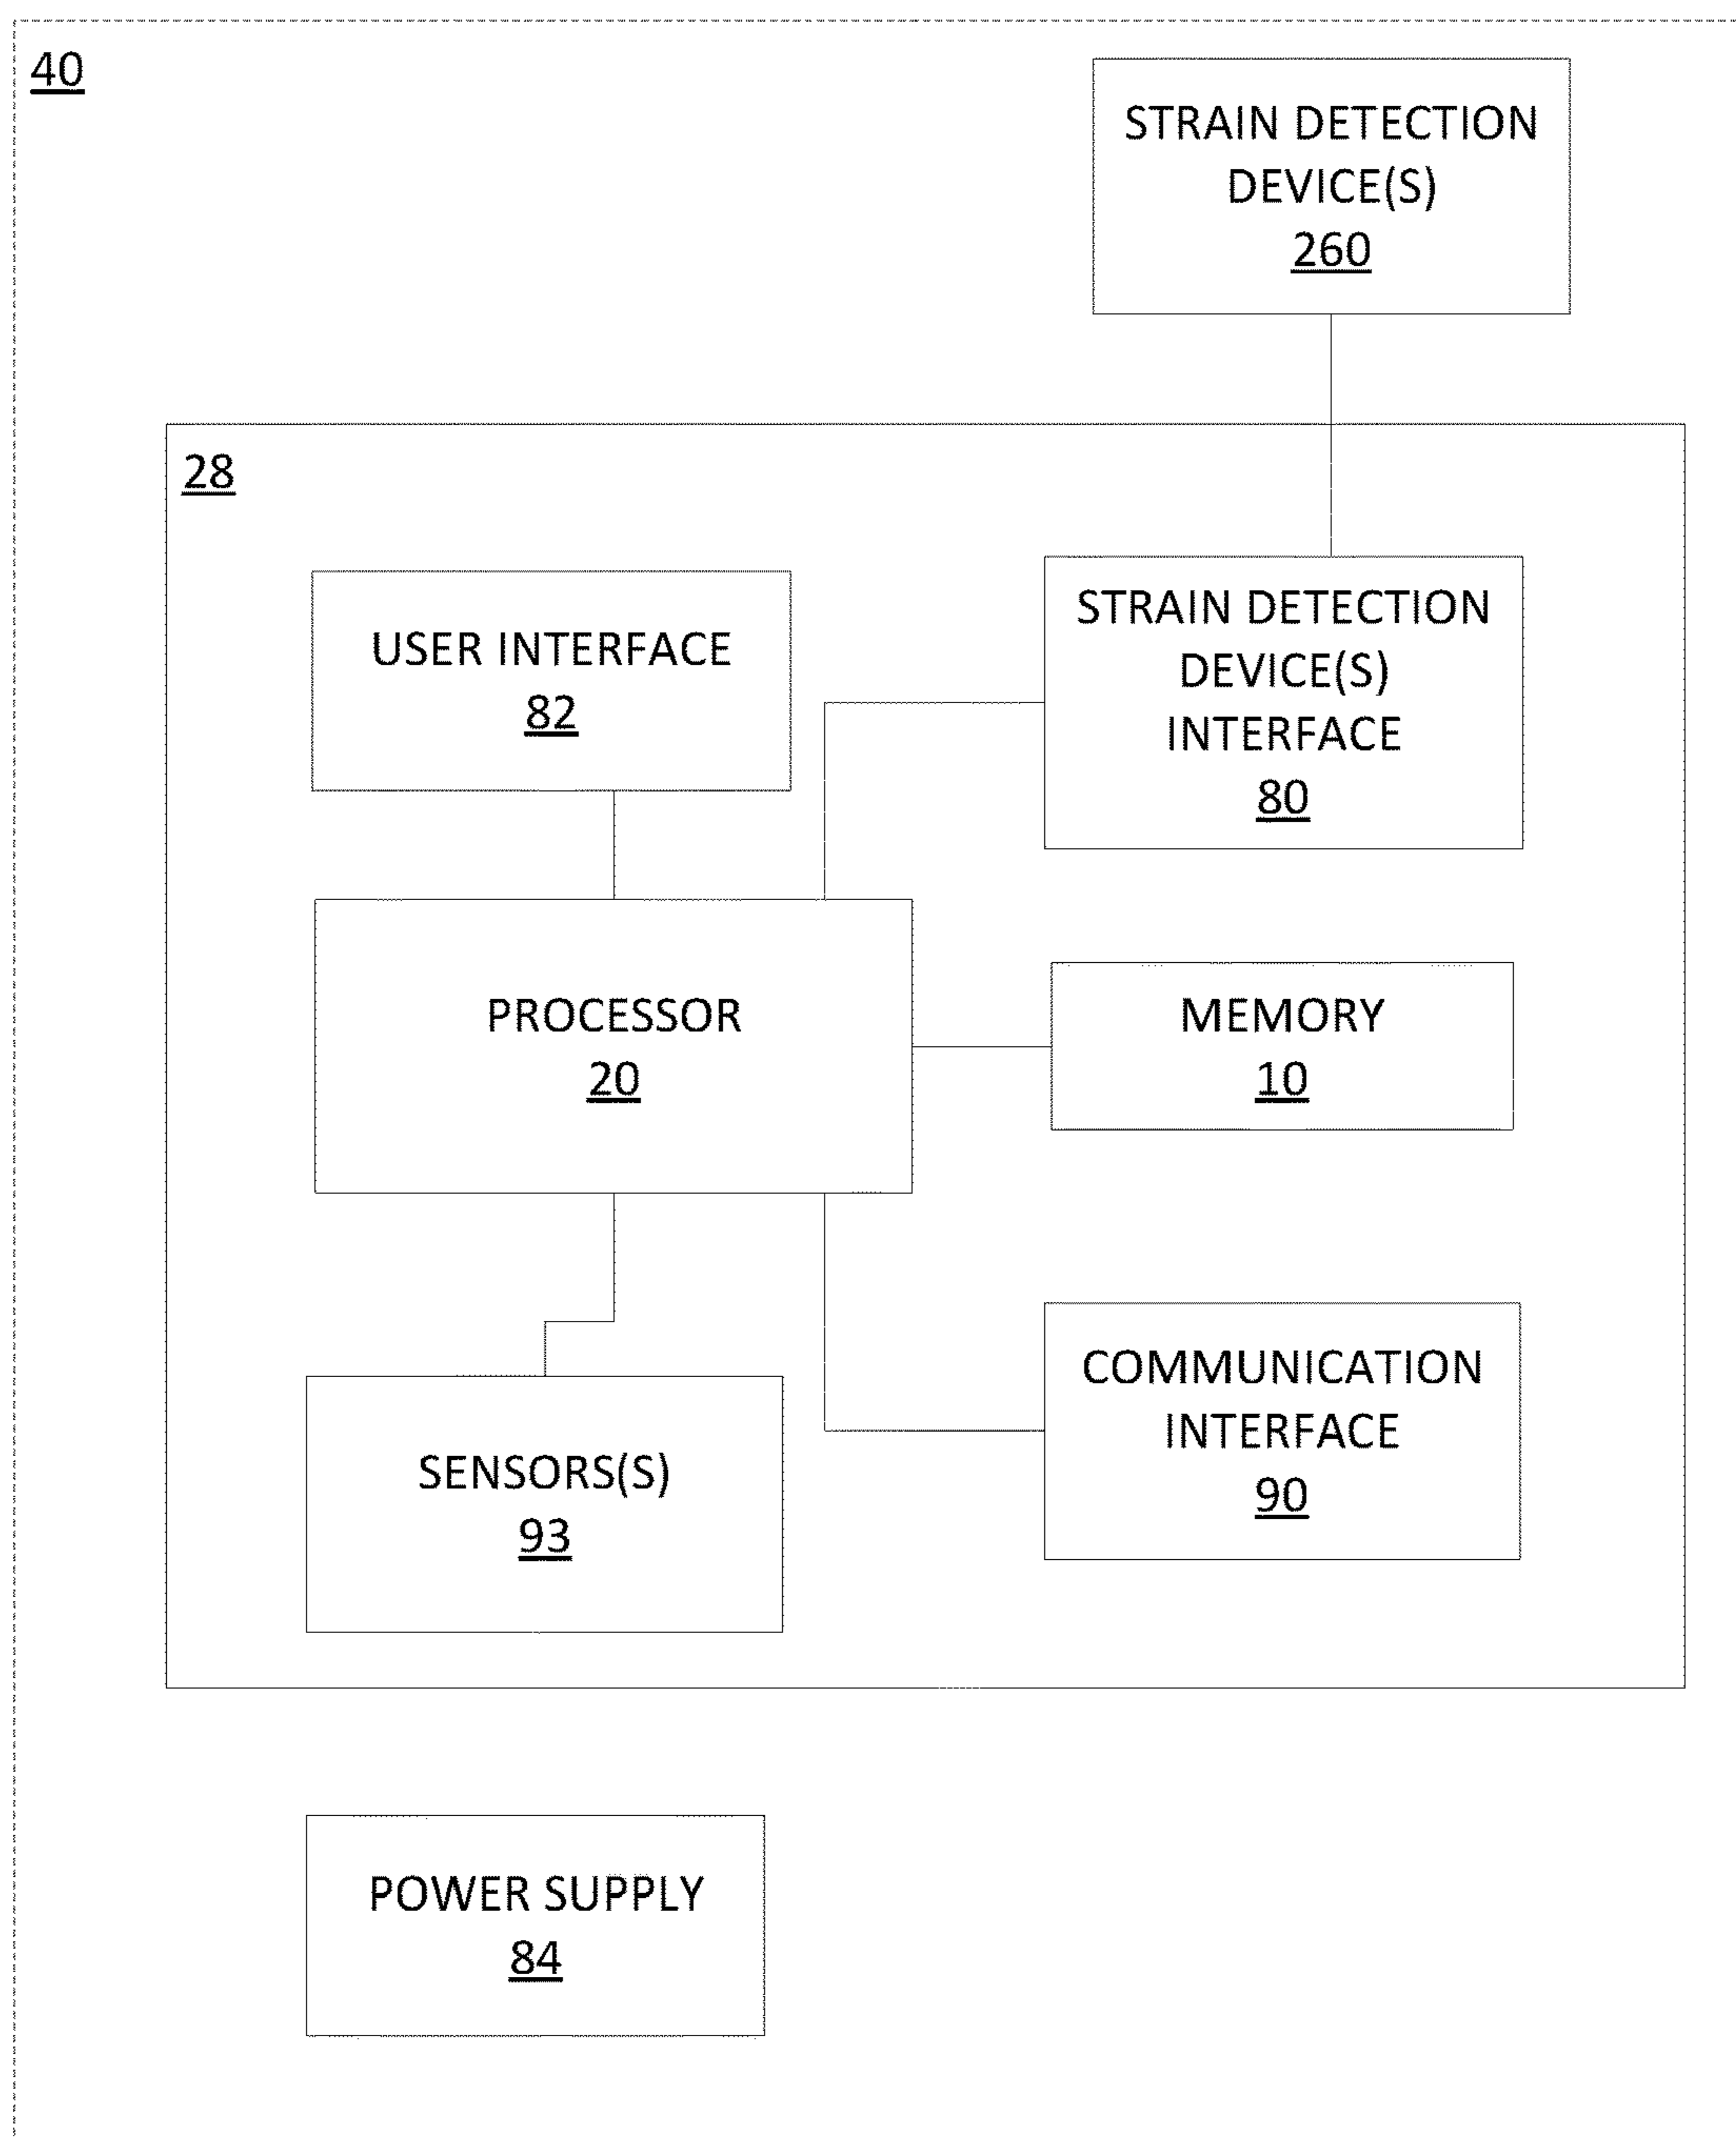 40
STRAIN DETECTION
DEVICE(S)
260
28
USER INTERFACE
82
STRAIN DETECTION
DEVICE(S)
INTERFACE
80
PROCESSOR
20
MEMORY
10
SENSORS(S)
93
COMMUNICATION
INTERFACE
90
POWER SUPPLY
84